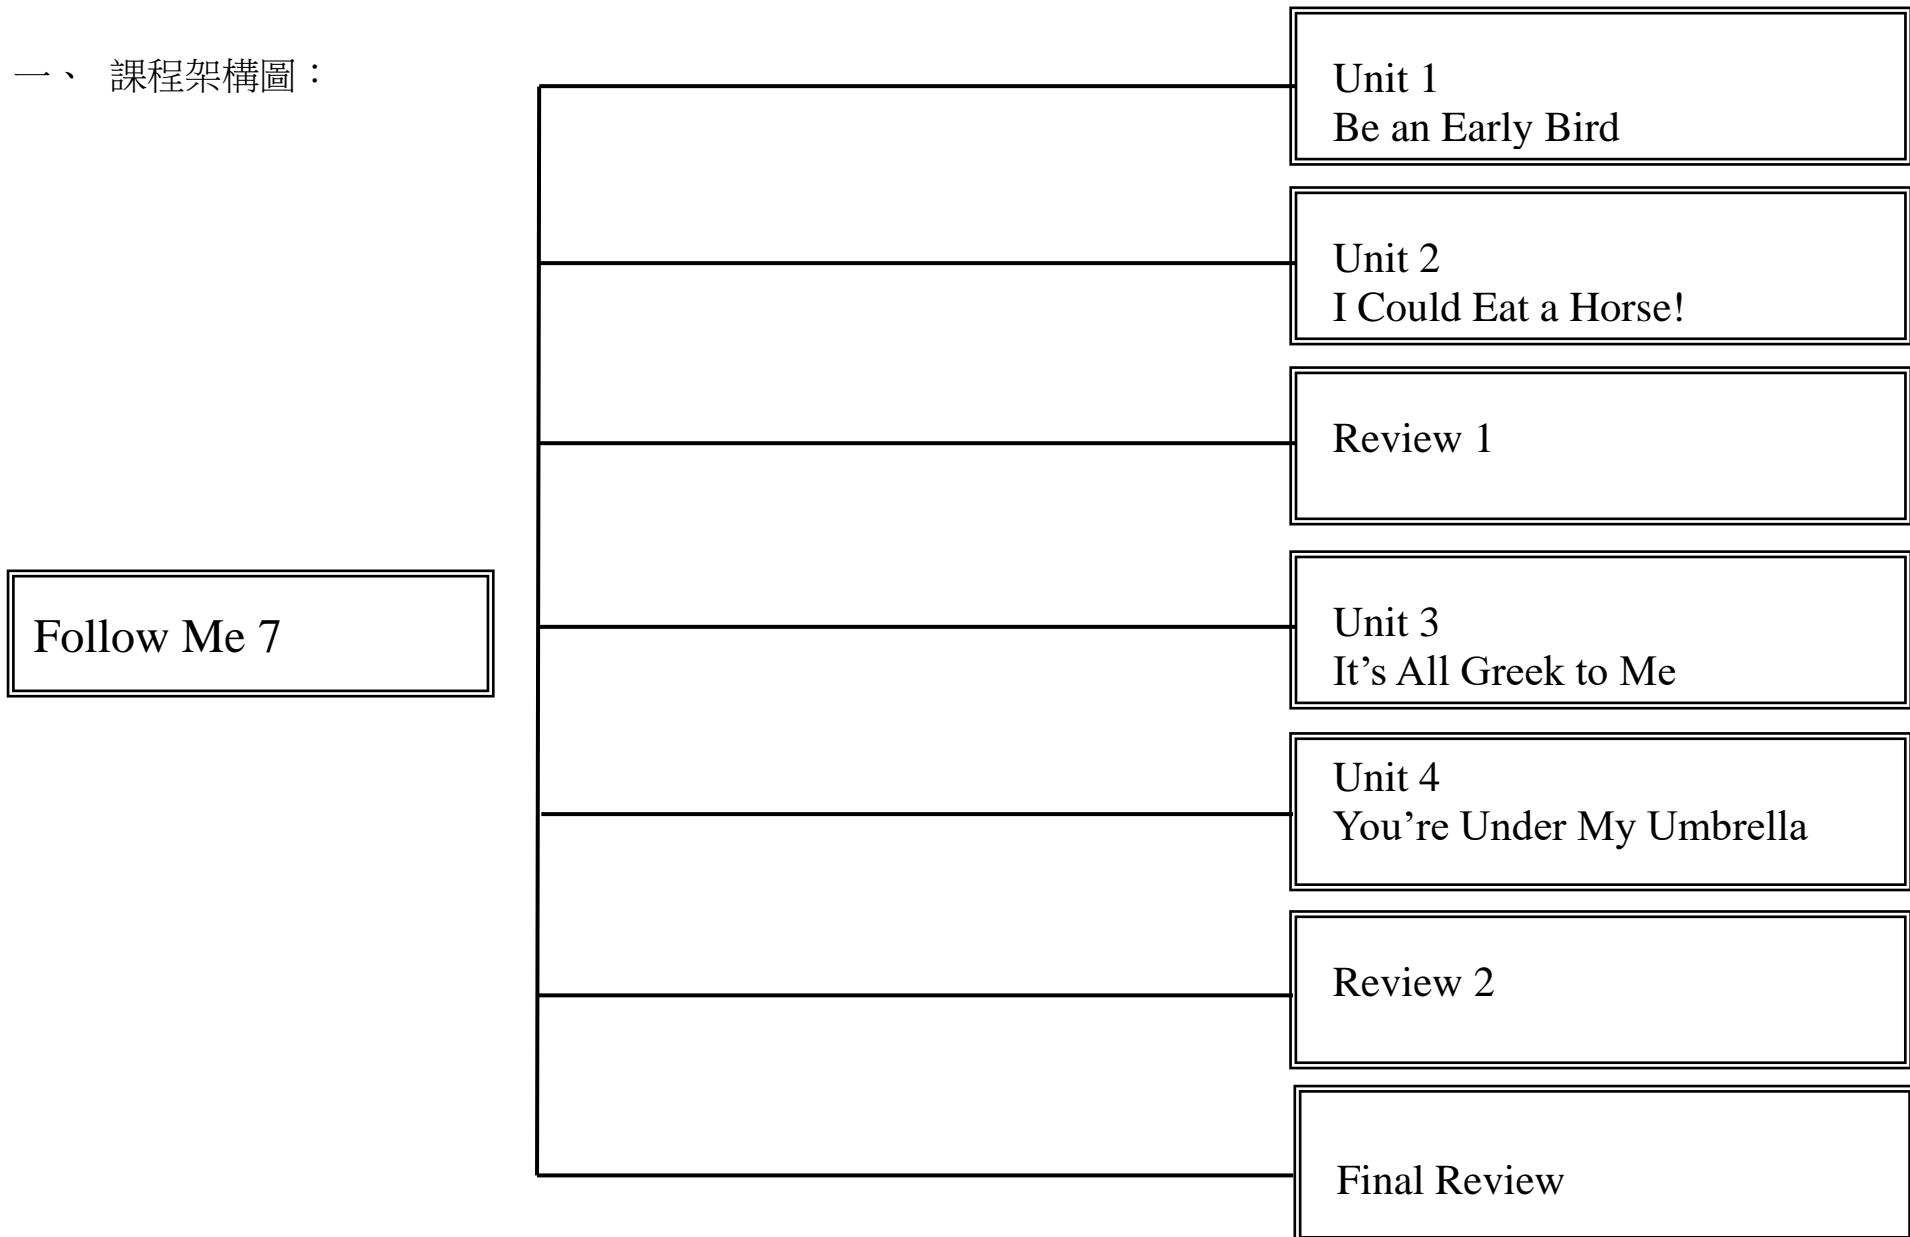 一、 課程架構圖：
Unit 1
Be an Early Bird
Unit 2
I Could Eat a Horse!
Review 1
Follow Me 7
Unit 3
It’s All Greek to Me
Unit 4
You’re Under My Umbrella
Review 2
Final Review